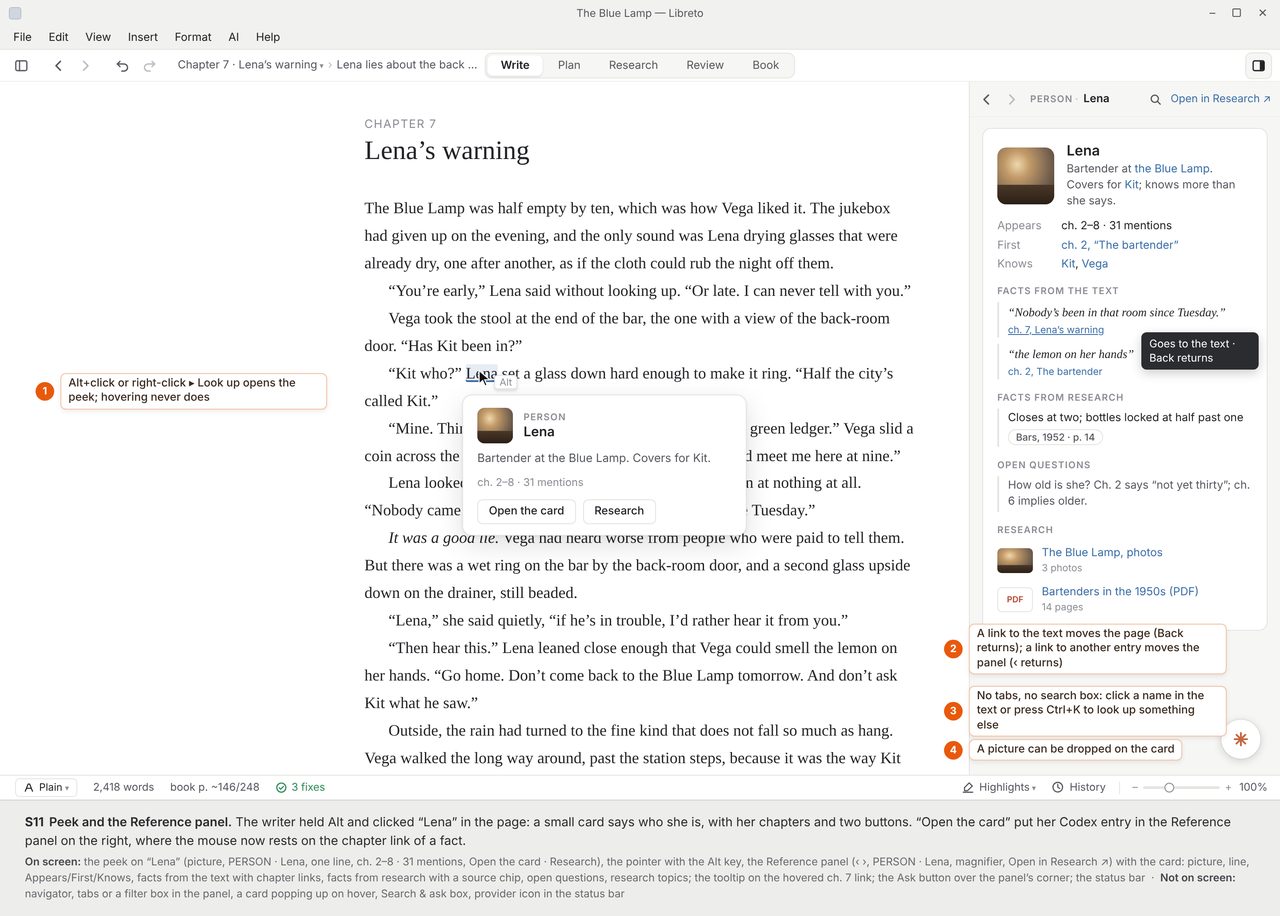 The Blue Lamp — Libreto
File Edit View Insert Format AI Help
Chapter 7 · Lena’s warning ▾ › Lena lies about the back ... Write Plan Research Review Book
PERSON · Lena Open in Research ↗
CHAPTER 7
Lena’s warning
The Blue Lamp was half empty by ten, which was how Vega liked it. The jukebox
had given up on the evening, and the only sound was Lena drying glasses that were
already dry, one after another, as if the cloth could rub the night off them.
“You’re early,” Lena said without looking up. “Or late. I can never tell with you.”
Vega took the stool at the end of the bar, the one with a view of the back-room
door. “Has Kit been in?”
“Kit who?” Lena set a glass down hard enough to make it ring. “Half the city’s
Alt
called Kit.”
“Mine. Thir
green ledger.” Vega slid a
coin across the
d meet me here at nine.”
Lena looked
n at nothing at all.
“Nobody came
Tuesday.”
It was a good lie. Vega had heard worse from people who were paid to tell them.
But there was a wet ring on the bar by the back-room door, and a second glass upside
down on the drainer, still beaded.
“Lena,” she said quietly, “if he’s in trouble, I’d rather hear it from you.”
“Then hear this.” Lena leaned close enough that Vega could smell the lemon on
her hands. “Go home. Don’t come back to the Blue Lamp tomorrow. And don’t ask
Kit what he saw.”
Outside, the rain had turned to the fine kind that does not fall so much as hang.
Vega walked the long way around, past the station steps, because it was the way Kit
PERSON
Lena
Bartender at the Blue Lamp. Covers for Kit.
ch. 2–8 · 31 mentions
Open the card Research
1
Alt+click or right-click ▸ Look up opens the
peek; hovering never does
Lena
Bartender at the Blue Lamp.
Covers for Kit; knows more than
she says.
Appears ch. 2–8 · 31 mentions
First ch. 2, “The bartender”
Knows Kit, Vega
FACTS FROM THE TEXT
“Nobody’s been in that room since Tuesday.”
ch. 7, Lena’s warning
“the lemon on her hands”
ch. 2, The bartender
Goes to the text ·
Back returns
FACTS FROM RESEARCH
Closes at two; bottles locked at half past one
Bars, 1952 · p. 14
OPEN QUESTIONS
How old is she? Ch. 2 says “not yet thirty”; ch.
6 implies older.
RESEARCH
The Blue Lamp, photos
3 photos
PDF
Bartenders in the 1950s (PDF)
14 pages
2
A link to the text moves the page (Back
returns); a link to another entry moves the
panel (‹ returns)
3
No tabs, no search box: click a name in the
text or press Ctrl+K to look up something
else
4
A picture can be dropped on the card
A Plain ▾ 2,418 words book p. ~146/248 3 fixes Highlights ▾ History − + 100%
S11 Peek and the Reference panel. The writer held Alt and clicked “Lena” in the page: a small card says who she is, with her chapters and two buttons. “Open the card” put her Codex entry in the Reference
panel on the right, where the mouse now rests on the chapter link of a fact.
On screen: the peek on “Lena” (picture, PERSON · Lena, one line, ch. 2–8 · 31 mentions, Open the card · Research), the pointer with the Alt key, the Reference panel (‹ ›, PERSON · Lena, magnifier, Open in Research ↗) with the card: picture, line,
Appears/First/Knows, facts from the text with chapter links, facts from research with a source chip, open questions, research topics; the tooltip on the hovered ch. 7 link; the Ask button over the panel’s corner; the status bar · Not on screen:
navigator, tabs or a filter box in the panel, a card popping up on hover, Search & ask box, provider icon in the status bar